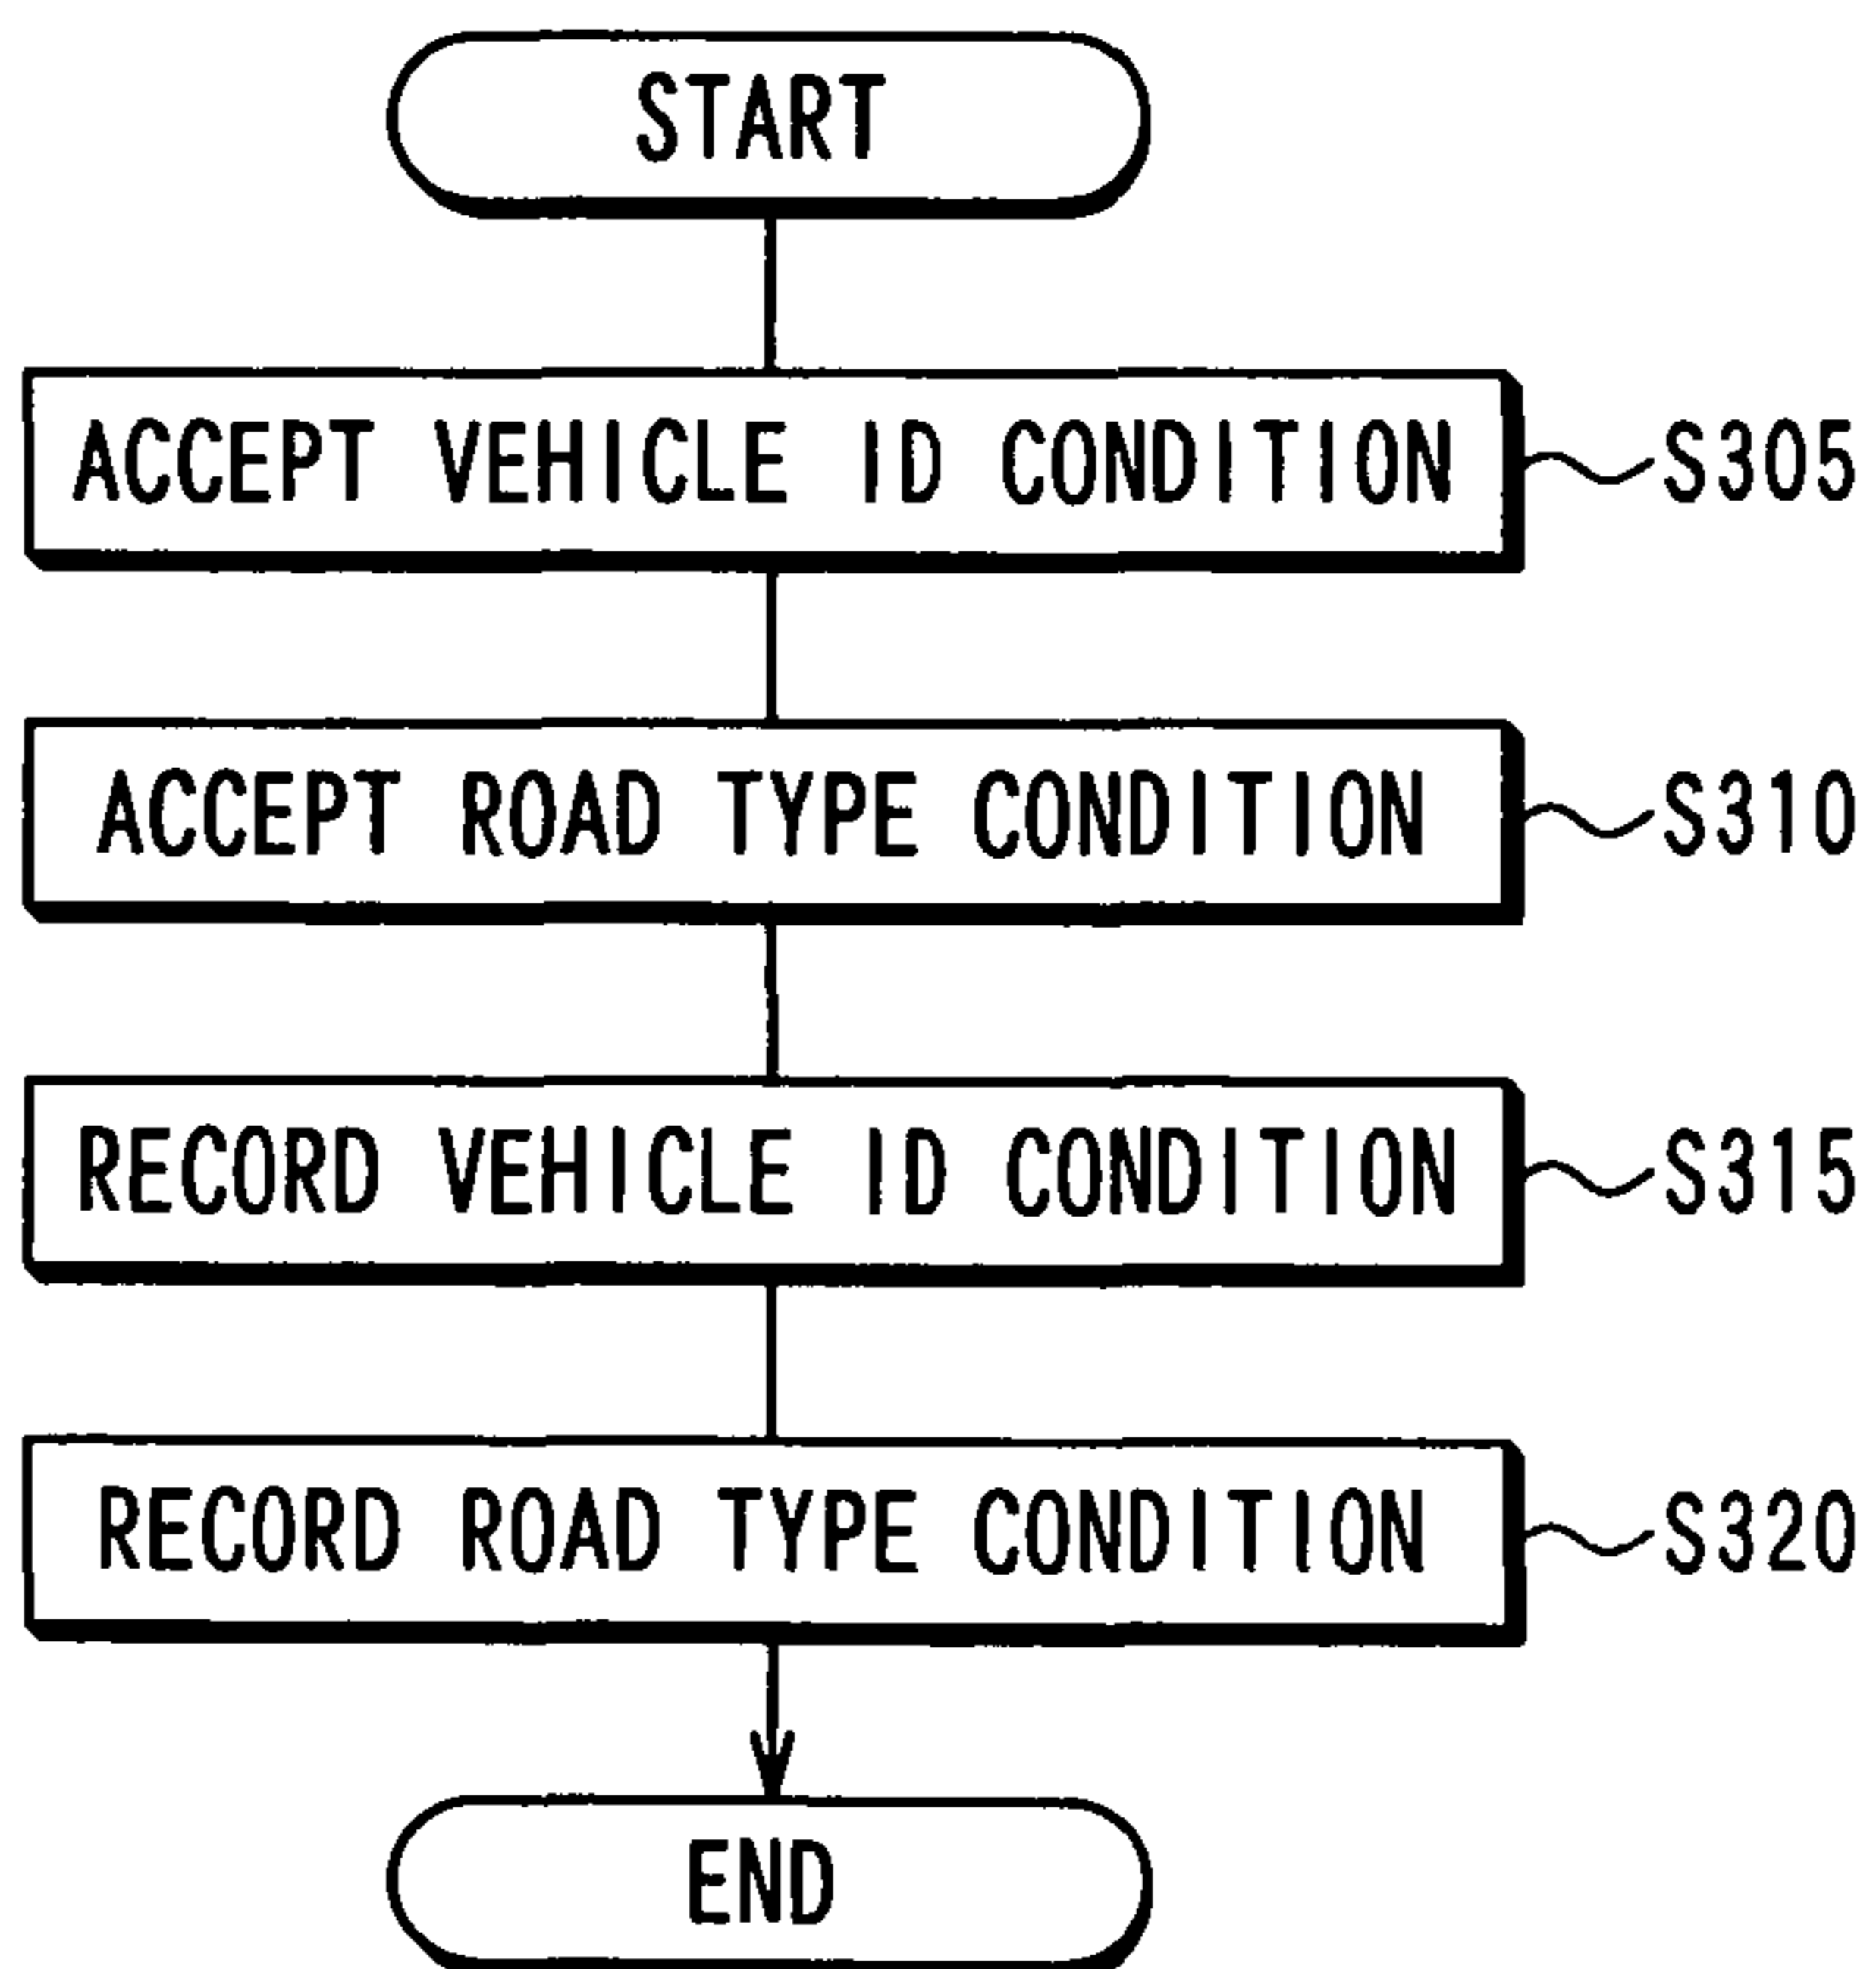 START
ACCEPT VEHICLE ID CONDITION S305
ACCEPT ROAD TYPE CONDITION S310
RECORD VEHICLE ID CONDITION S315
RECORD ROAD TYPE CONDITION S320
END